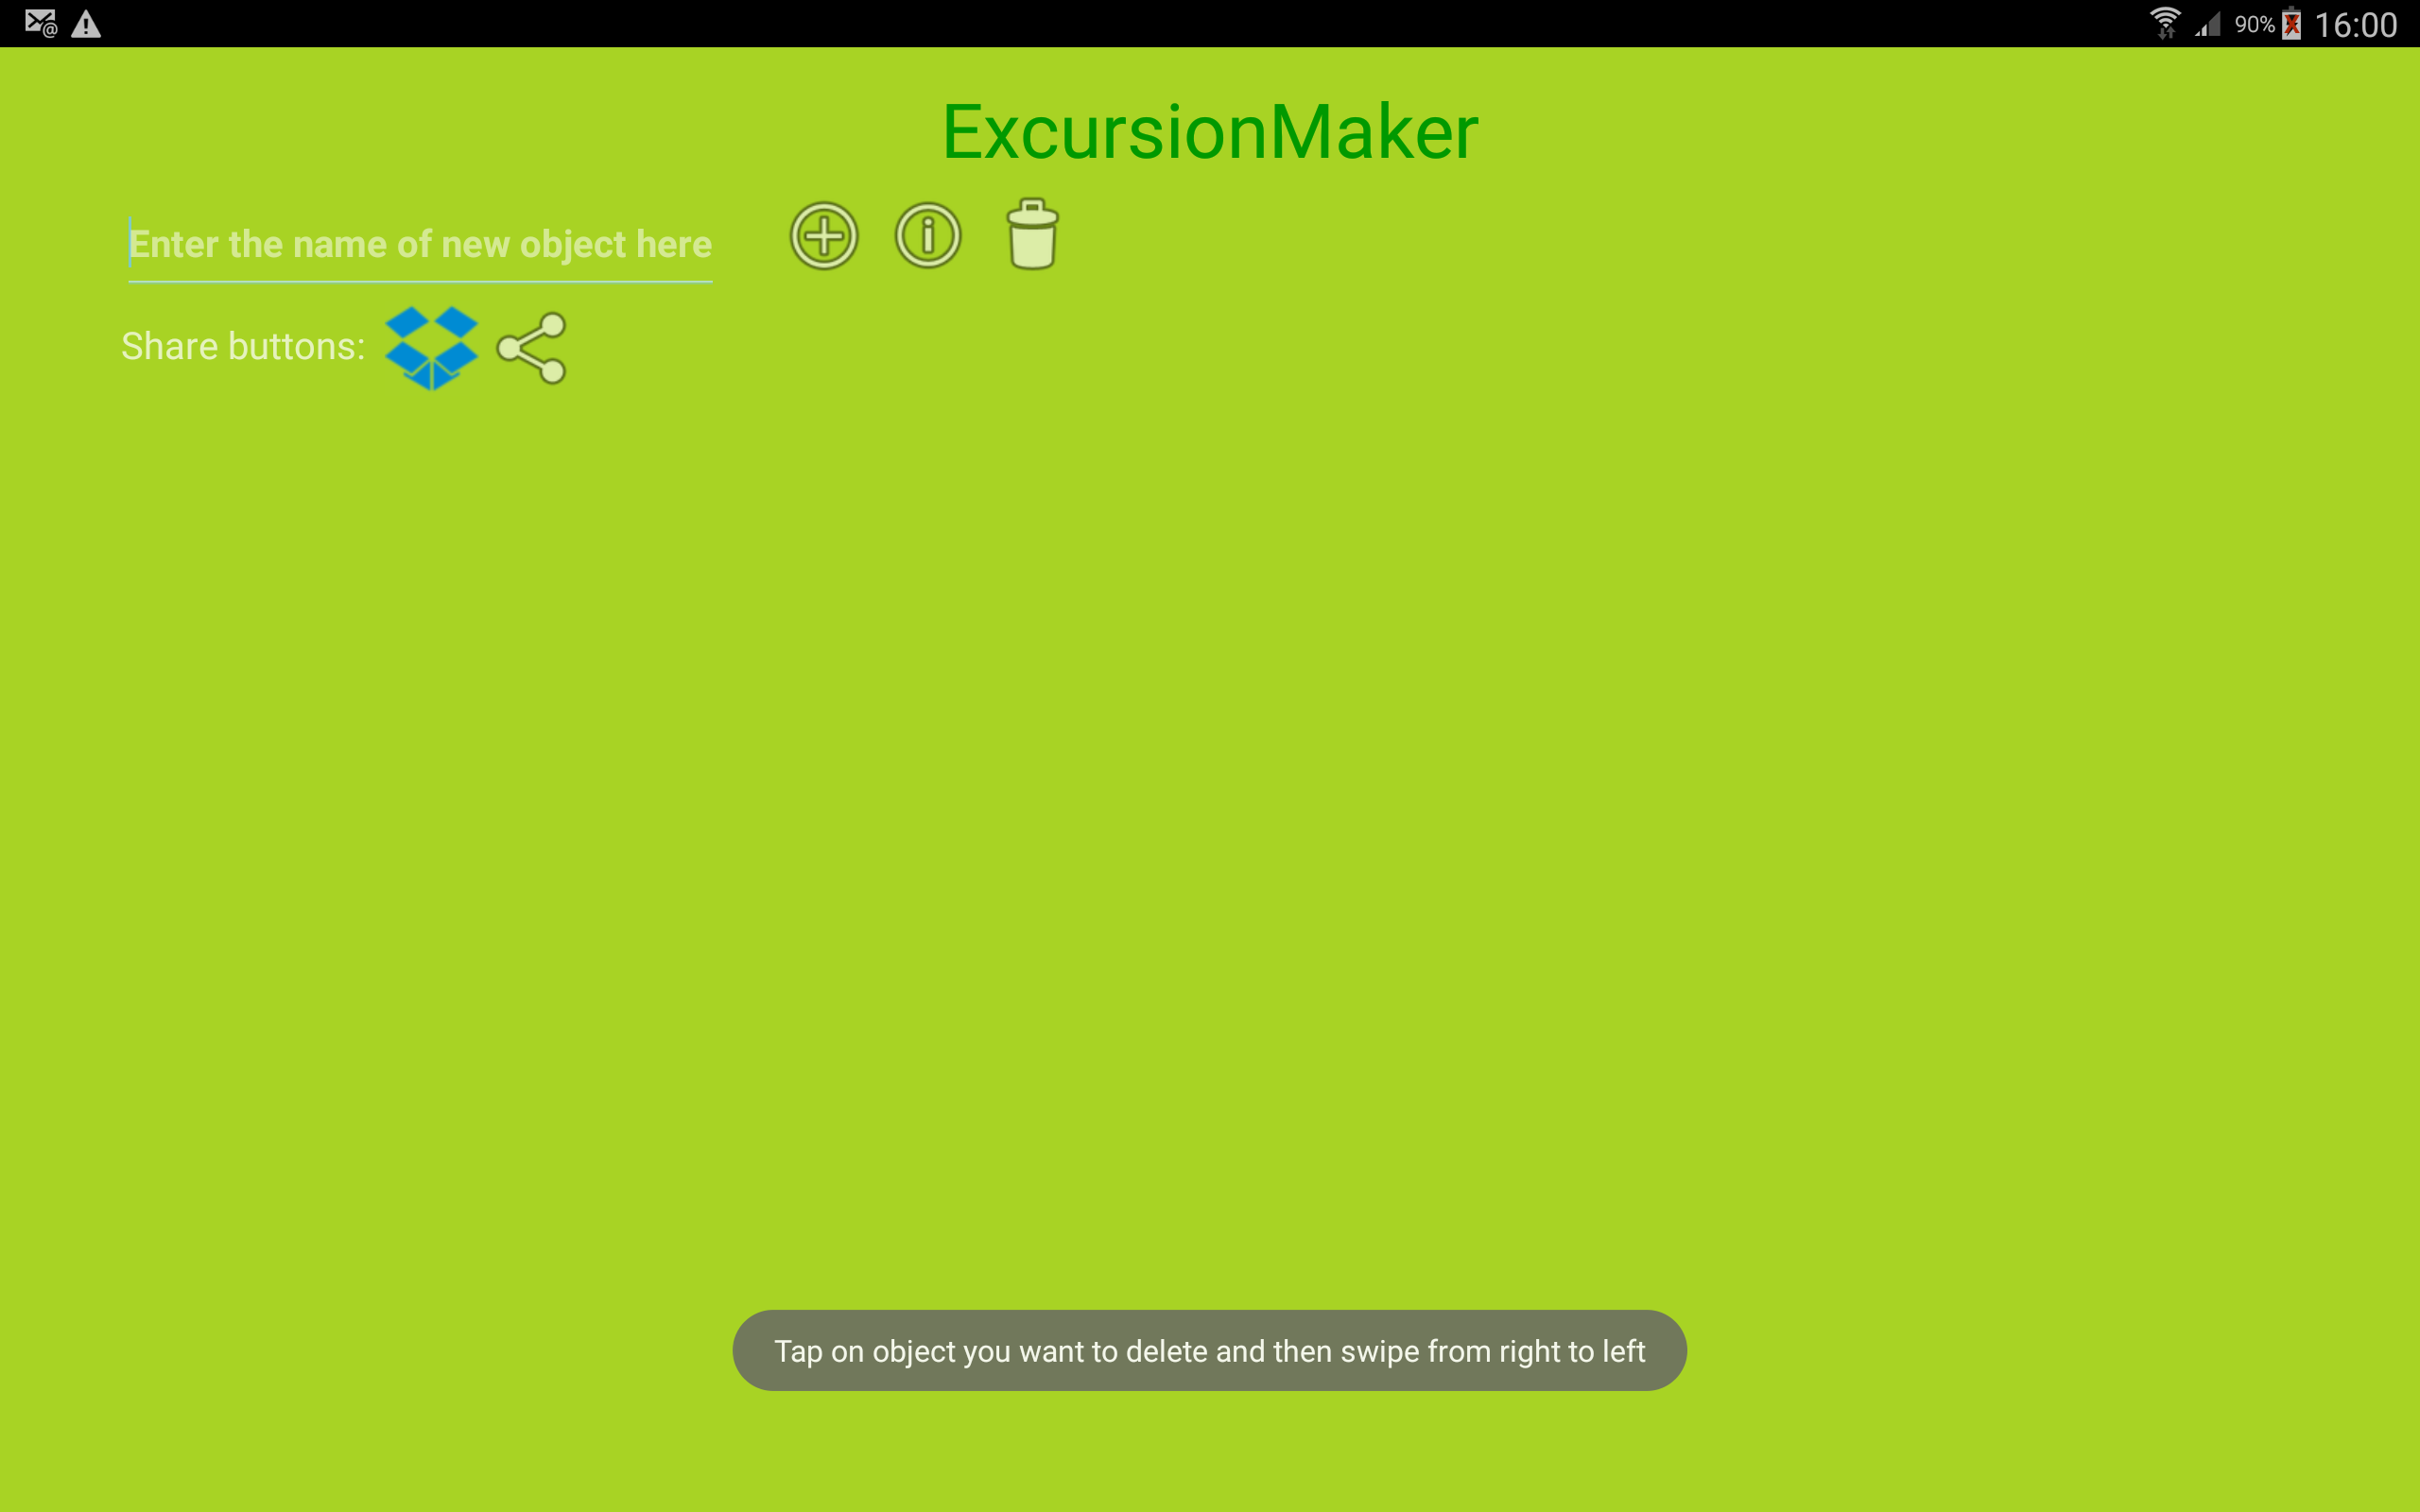 90% 16:00
ExcursionMaker
Enter the name of new object here
Share buttons:
Tap on object you want to delete and then swipe from right to left